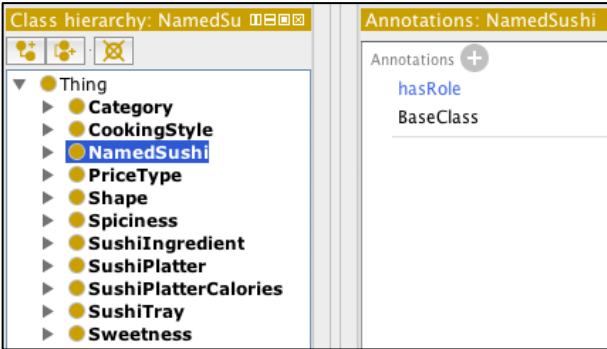 Class hierarchy: NamedSu
Thing
Category
CookingStyle
NamedSushi
PriceType
Shape
Spiciness
SushiIngredient
SushiPlatter
SushiPlatterCalories
SushiTray
Sweetness
Annotations: NamedSushi
Annotations
hasRole
BaseClass